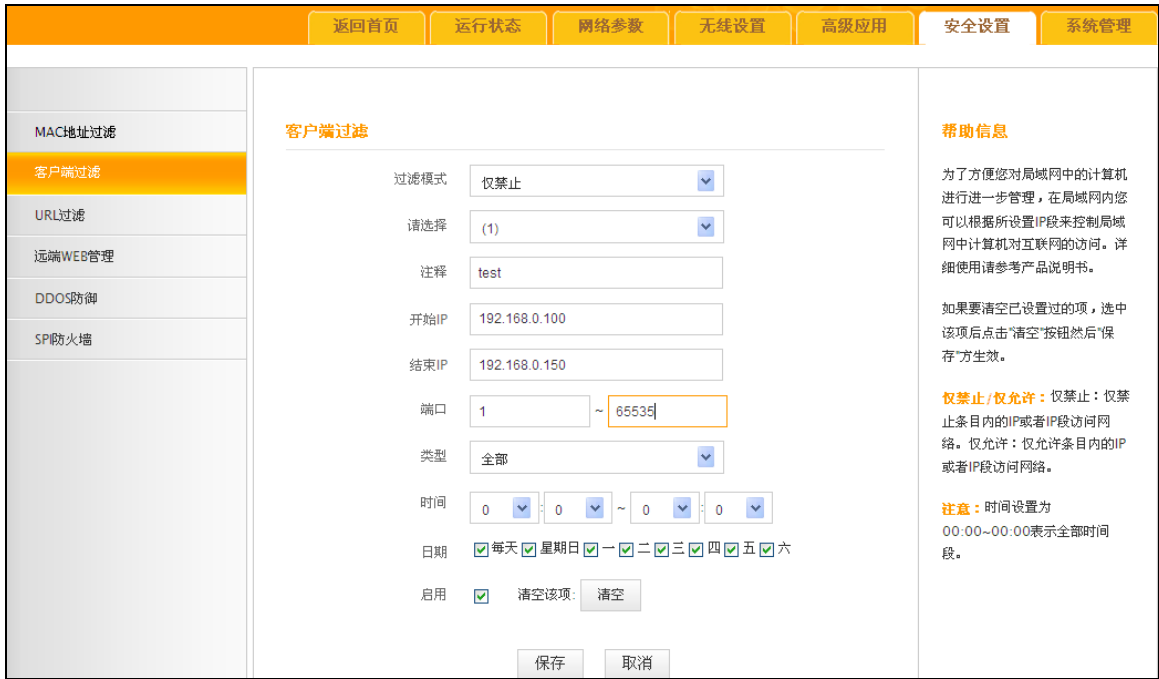 返回首页 运行状态 网络参数 无线设置 高级应用 安全设置 系统管理
MAC地址过滤
客户端过滤
URL过滤
远端WEB管理
DDOS防御
SPI防火墙
客户端过滤
过滤模式 仅禁止
请选择 (1)
注释 test
开始IP 192.168.0.100
结束IP 192.168.0.150
端口 1 ~ 65535
类型 全部
时间 0 : 0 ~ 0 : 0
日期 每天 星期日 一 二 三 四 五 六
启用 清空该项: 清空
保存 取消
帮助信息
为了方便您对局域网中的计算机
进行进一步管理，在局域网内您
可以根据所设置IP段来控制局域
网中计算机对互联网的访问。详
细使用请参考产品说明书。
如果要清空已设置过的项，选中
该项后点击"清空"按钮然后"保
存"方生效。
仅禁止/仅允许：仅禁止：仅禁
止条目内的IP或者IP段访问网
络。仅允许：仅允许条目内的IP
或者IP段访问网络。
注意：时间设置为
00:00~00:00表示全部时间
段。